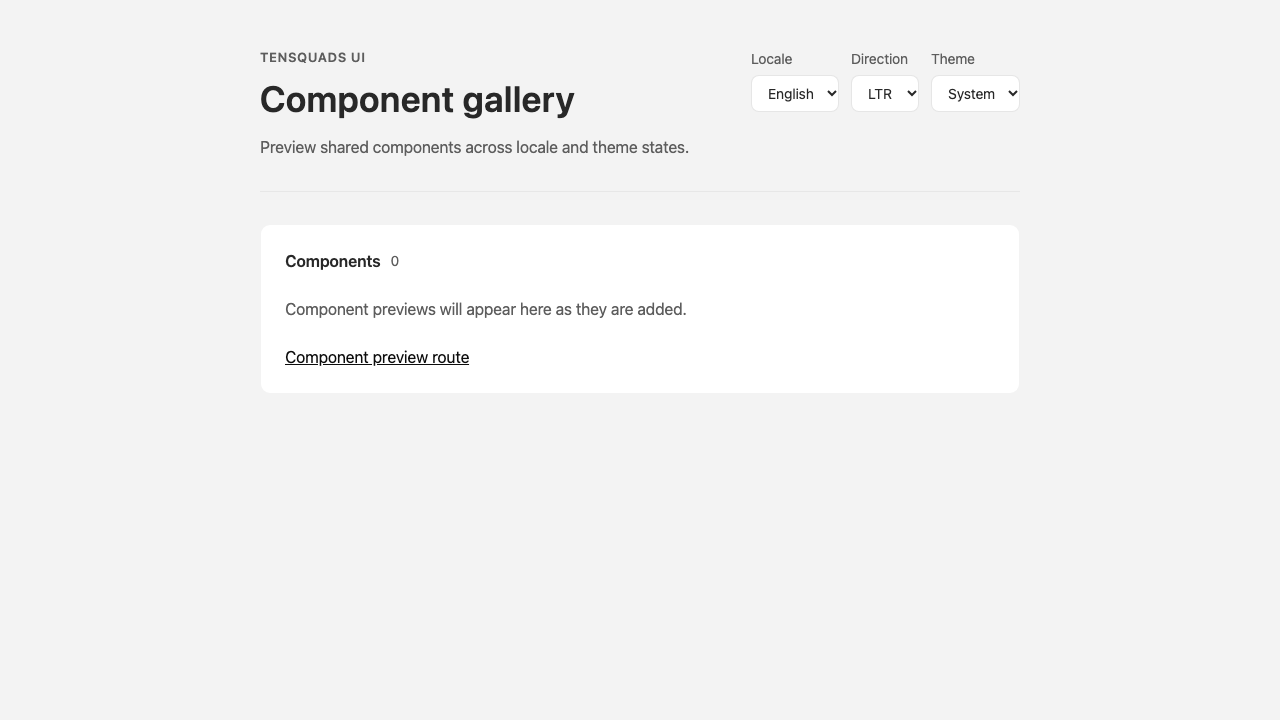 TENSQUADS UI
Component gallery
Preview shared components across locale and theme states.
Locale
English
Direction
LTR
Theme
System
Components 0
Component previews will appear here as they are added.
Component preview route